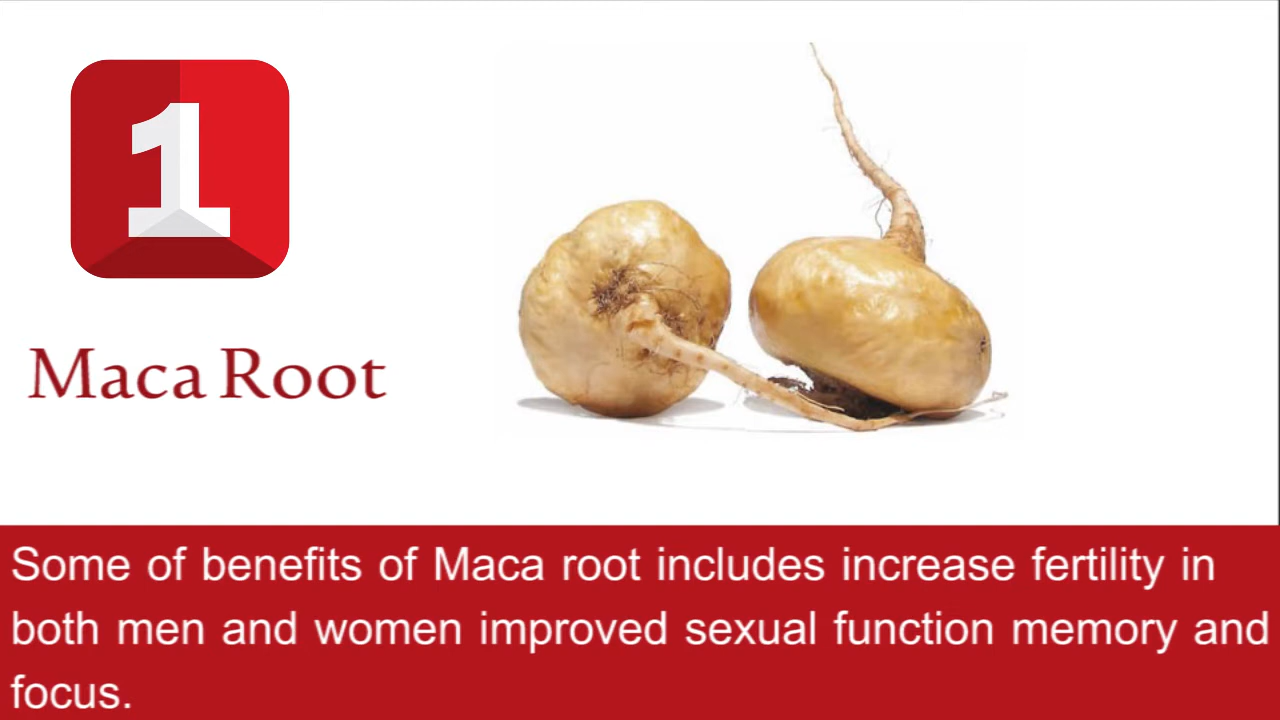 1
Maca Root
Some of benefits of Maca root includes increase fertility in
both men and women improved sexual function memory and
focus.